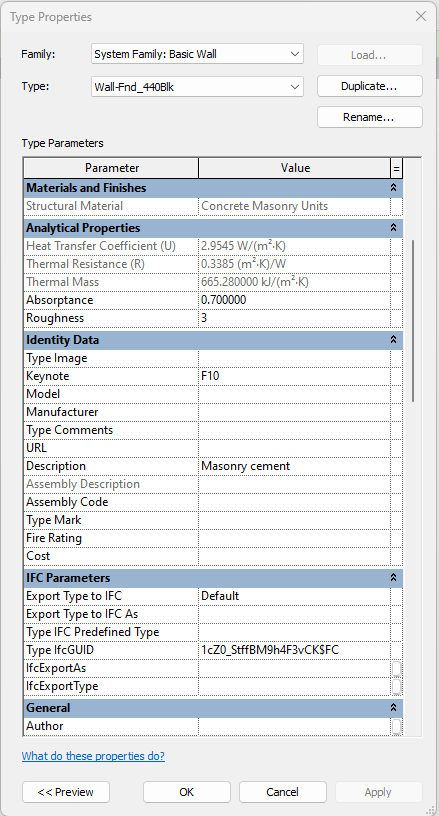 Type Properties
Family: System Family: Basic Wall Load...
Type: Wall-Fnd_440Blk Duplicate...
Rename...
Type Parameters
Parameter Value =
Materials and Finishes
Structural Material Concrete Masonry Units
Analytical Properties
Heat Transfer Coefficient (U) 2.9545 W/(m²·K)
Thermal Resistance (R) 0.3385 (m²·K)/W
Thermal Mass 665.280000 kJ/(m²·K)
Absorptance 0.700000
Roughness 3
Identity Data
Type Image
Keynote F10
Model
Manufacturer
Type Comments
URL
Description Masonry cement
Assembly Description
Assembly Code
Type Mark
Fire Rating
Cost
IFC Parameters
Export Type to IFC Default
Export Type to IFC As
Type IFC Predefined Type
Type IfcGUID 1cZ0_StffBM9h4F3vCK$FC
IfcExportAs
IfcExportType
General
Author
What do these properties do?
<< Preview OK Cancel Apply